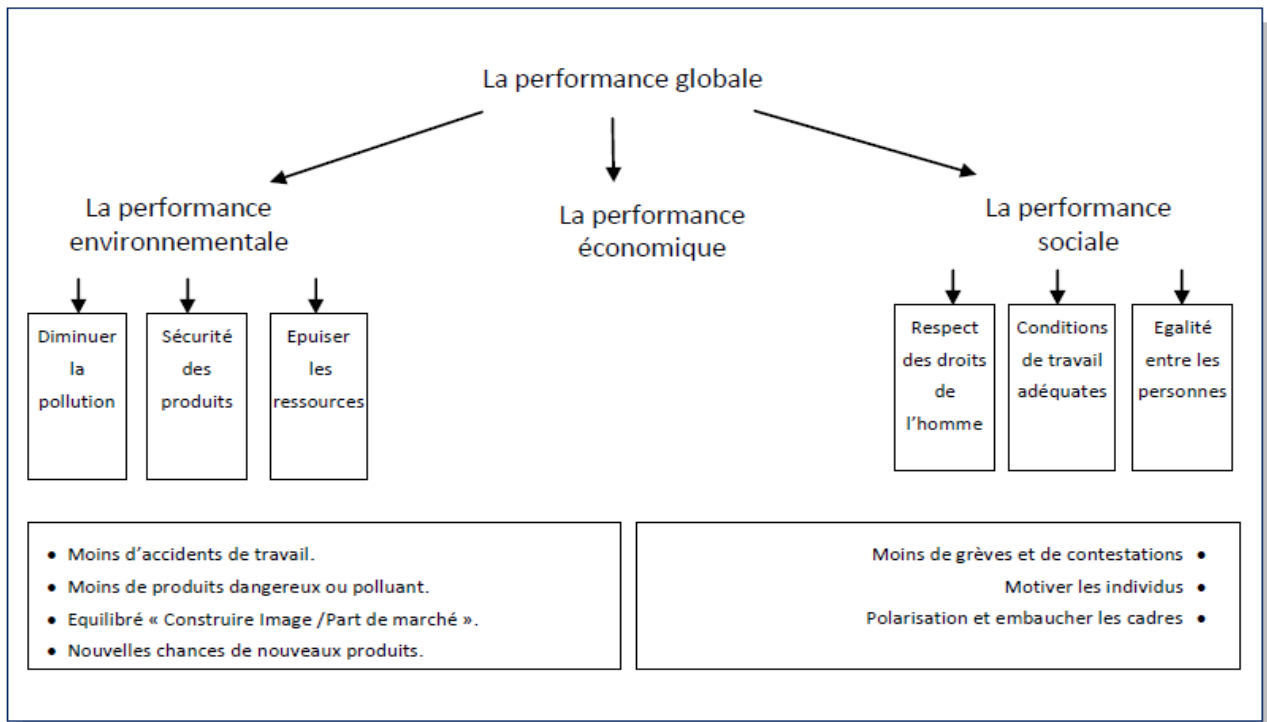 La performance globale
La performance
environnementale
La performance
économique
La performance
sociale
Diminuer
la
pollution
Sécurité
des
produits
Epuiser
les
ressources
Respect
des droits
de
l'homme
Conditions
de travail
adéquates
Egalité
entre les
personnes
• Moins d'accidents de travail.
• Moins de produits dangereux ou polluant.
• Equilibré « Construire Image /Part de marché ».
• Nouvelles chances de nouveaux produits.
Moins de grèves et de contestations •
Motiver les individus •
Polarisation et embaucher les cadres •